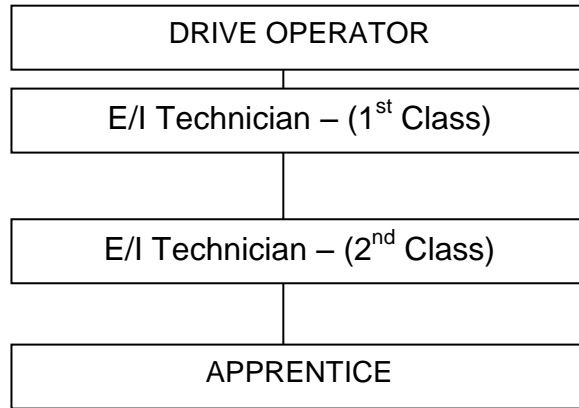 DRIVE OPERATOR
E/I Technician – (1st Class)
E/I Technician – (2nd Class)
APPRENTICE